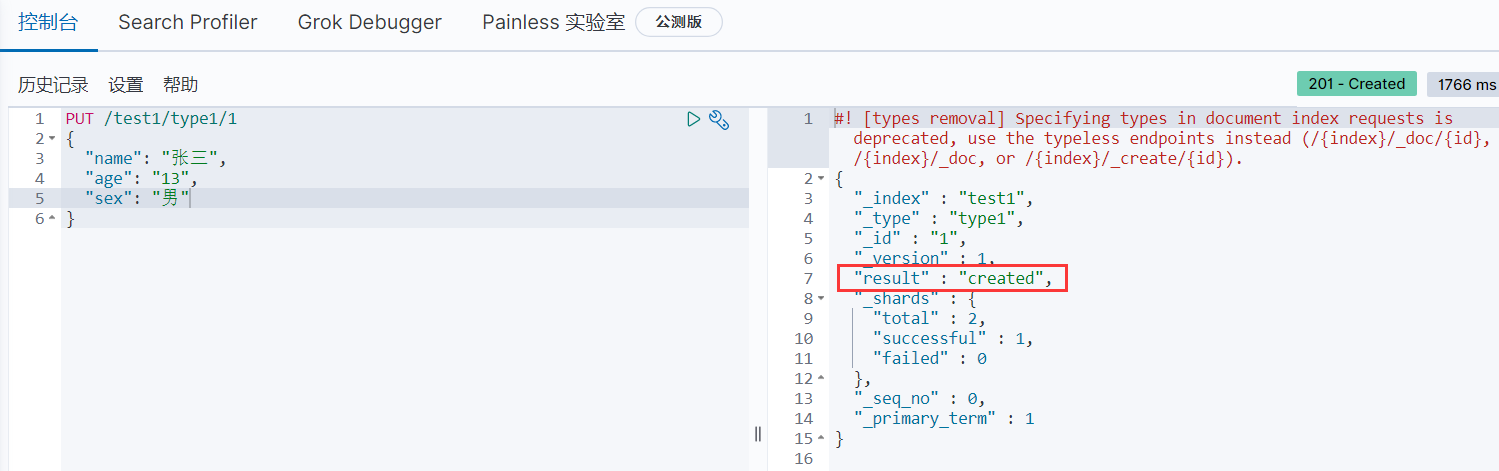 控制台 Search Profiler Grok Debugger Painless 实验室 公测版
历史记录 设置 帮助 201 - Created 1766 ms
1 PUT /test1/type1/1
2 {
3 "name": "张三",
4 "age": "13",
5 "sex": "男"
6 }
1 #! [types removal] Specifying types in document index requests is
deprecated, use the typeless endpoints instead (/{index}/_doc/{id},
/{index}/_doc, or /{index}/_create/{id}).
2 {
3 "_index" : "test1",
4 "_type" : "type1",
5 "_id" : "1",
6 "_version" : 1,
7 "result" : "created",
8 "_shards" : {
9 "total" : 2,
10 "successful" : 1,
11 "failed" : 0
12 },
13 "_seq_no" : 0,
14 "_primary_term" : 1
15 }
16